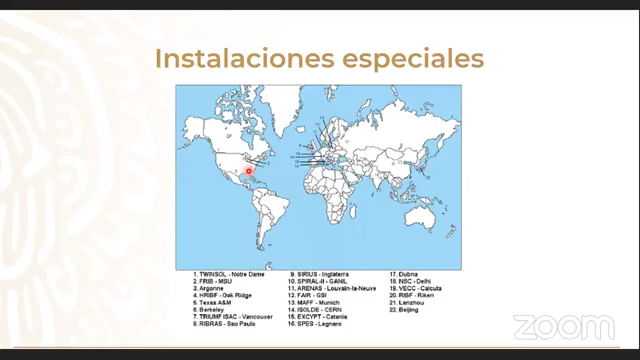 Instalaciones especiales
1. TWINSOL - Notre Dame
2. FRIB - MSU
3. Argonne
4. HRIBF - Oak Ridge
5. Texas A&M
6. Berkeley
7. TRIUMF ISAC - Vancouver
8. RIBRAS - Sao Paulo
9. SIRIUS - Inglaterra
10. SPIRAL-II - GANIL
11. ARENAS - Louvain-la-Neuve
12. FAIR - GSI
13. MAFF - Munich
14. ISOLDE - CERN
15. EXCYPT - Catania
16. SPES - Legnaro
17. Dubna
18. NSC - Delhi
19. VECC - Calcuta
20. RIBF - Riken
21. Lanzhou
22. Beijing
zoom